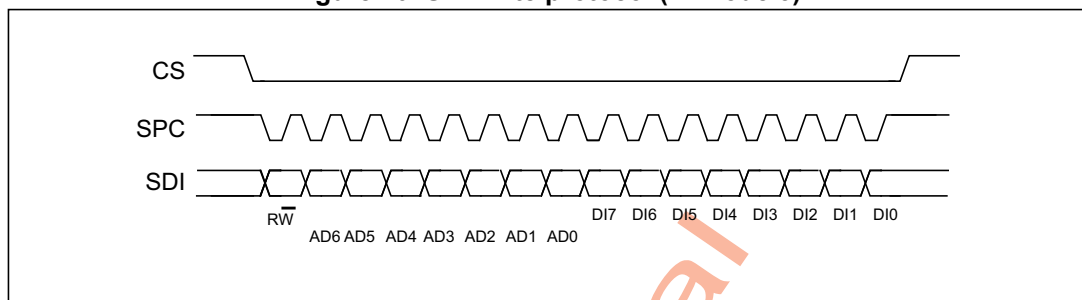 CS
SPC
SDI
RW
DI7 DI6 DI5 DI4 DI3 DI2 DI1 DI0
AD6 AD5 AD4 AD3 AD2 AD1 AD0